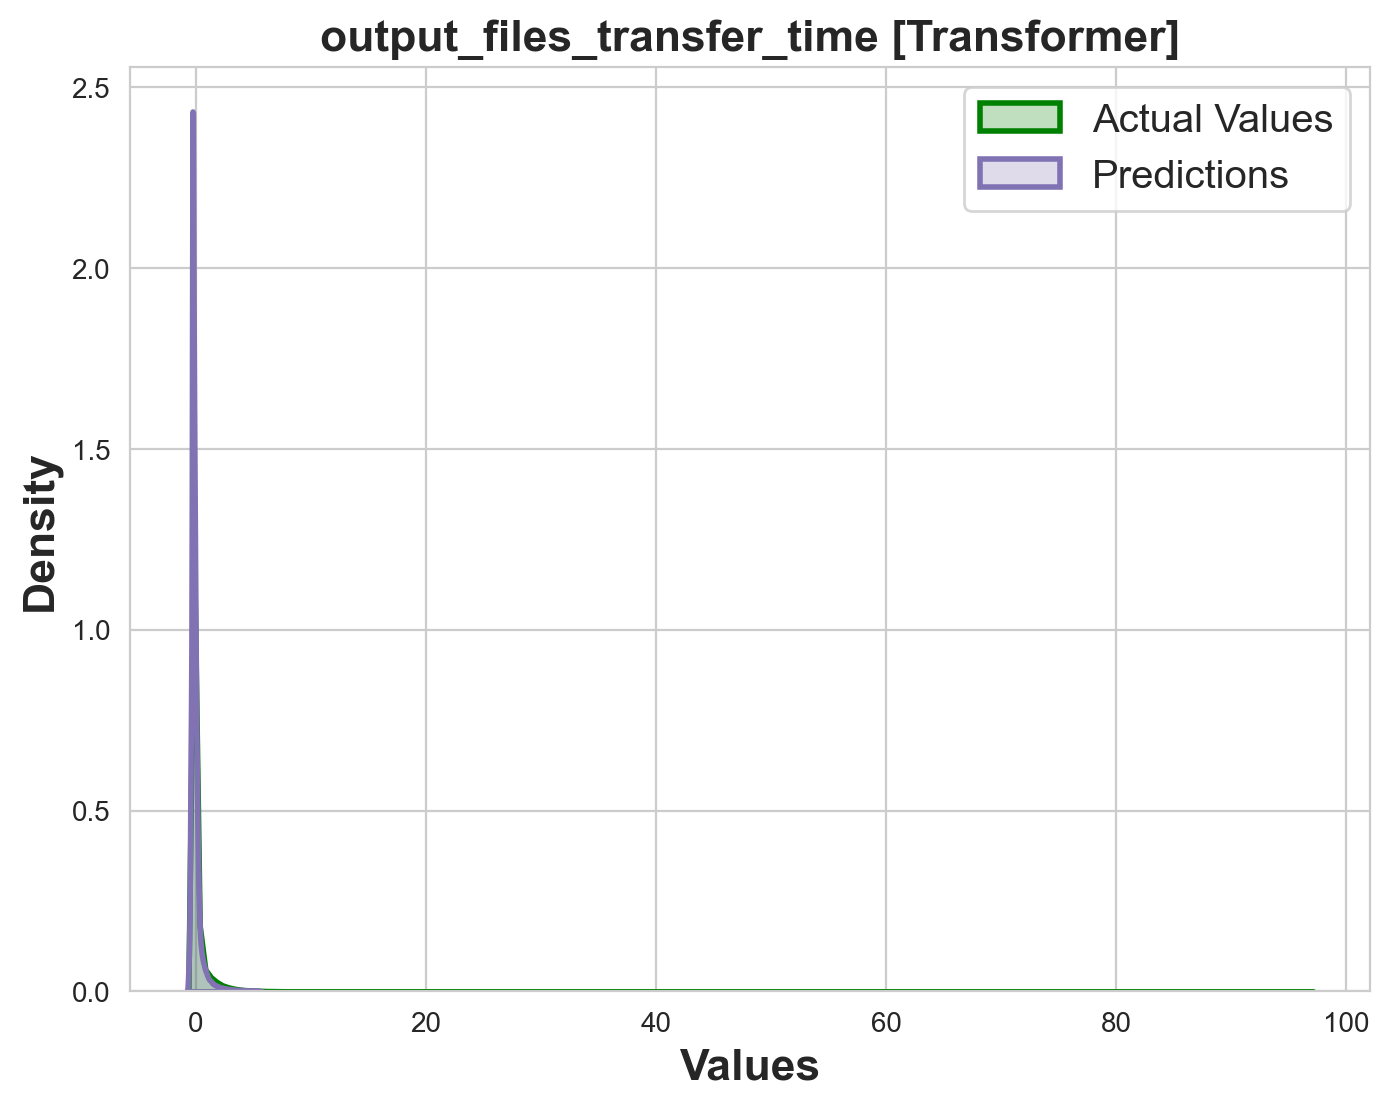 output_files_transfer_time [Transformer]
2.5
2.0
1.5
1.0
0.5
0.0
Density
Actual Values
Predictions
0 20 40 60 80 100
Values